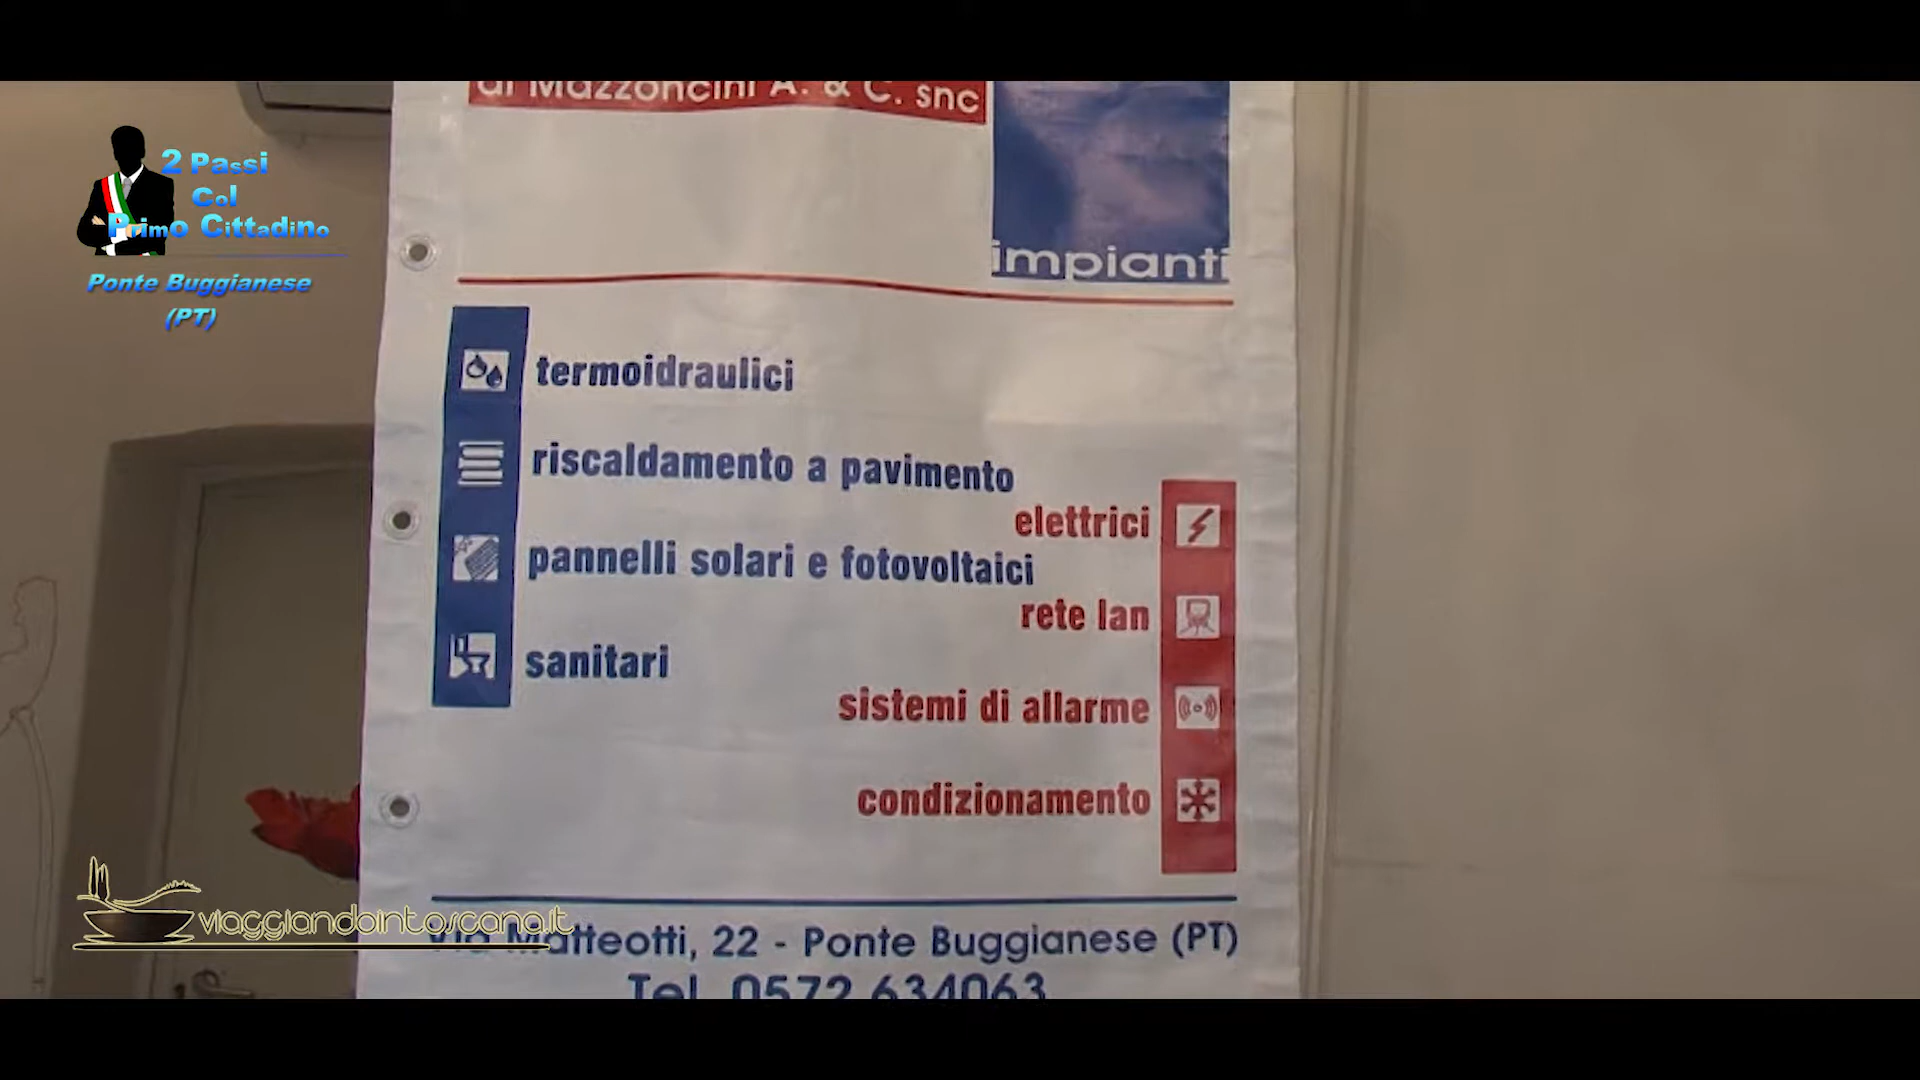 di Mazzoncini A. & C. snc
2 Passi
Col
Primo Cittadino
impianti
Ponte Buggianese
(PT)
termoidraulici
riscaldamento a pavimento
elettrici
pannelli solari e fotovoltaici
rete lan
sanitari
sistemi di allarme
condizionamento
viaggiandointoscana.it
Via Matteotti, 22 - Ponte Buggianese (PT)
Tel. 0572 634063